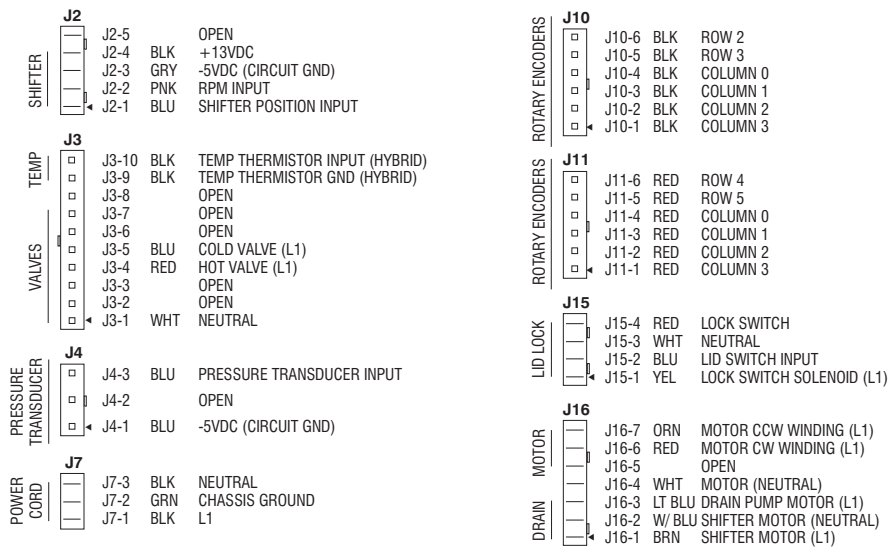 J2
SHIFTER
J2-5 OPEN
J2-4 BLK +13VDC
J2-3 GRY -5VDC (CIRCUIT GND)
J2-2 PNK RPM INPUT
J2-1 BLU SHIFTER POSITION INPUT
J3
TEMP
J3-10 BLK TEMP THERMISTOR INPUT (HYBRID)
J3-9 BLK TEMP THERMISTOR GND (HYBRID)
J3-8 OPEN
VALVES
J3-7 OPEN
J3-6 OPEN
J3-5 BLU COLD VALVE (L1)
J3-4 RED HOT VALVE (L1)
J3-3 OPEN
J3-2 OPEN
J3-1 WHT NEUTRAL
J4
PRESSURE
TRANSDUCER
J4-3 BLU PRESSURE TRANSDUCER INPUT
J4-2 OPEN
J4-1 BLU -5VDC (CIRCUIT GND)
J7
POWER
CORD
J7-3 BLK NEUTRAL
J7-2 GRN CHASSIS GROUND
J7-1 BLK L1
J10
ROTARY ENCODERS
J10-6 BLK ROW 2
J10-5 BLK ROW 3
J10-4 BLK COLUMN 0
J10-3 BLK COLUMN 1
J10-2 BLK COLUMN 2
J10-1 BLK COLUMN 3
J11
ROTARY ENCODERS
J11-6 RED ROW 4
J11-5 RED ROW 5
J11-4 RED COLUMN 0
J11-3 RED COLUMN 1
J11-2 RED COLUMN 2
J11-1 RED COLUMN 3
J15
LID LOCK
J15-4 RED LOCK SWITCH
J15-3 WHT NEUTRAL
J15-2 BLU LID SWITCH INPUT
J15-1 YEL LOCK SWITCH SOLENOID (L1)
J16
MOTOR
J16-7 ORN MOTOR CCW WINDING (L1)
J16-6 RED MOTOR CW WINDING (L1)
J16-5 OPEN
J16-4 WHT MOTOR (NEUTRAL)
DRAIN
J16-3 LT BLU DRAIN PUMP MOTOR (L1)
J16-2 W/ BLU SHIFTER MOTOR (NEUTRAL)
J16-1 BRN SHIFTER MOTOR (L1)